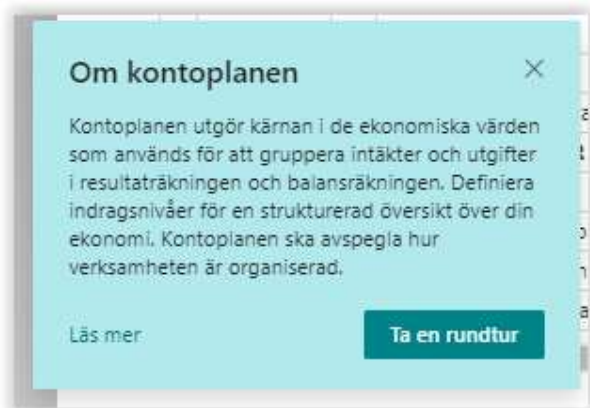 Om kontoplanen
Kontoplanen utgör kärnan i de ekonomiska värden
som används för att gruppera intäkter och utgifter
i resultaträkningen och balansräkningen. Definiera
indragsnivåer för en strukturerad översikt över din
ekonomi. Kontoplanen ska avspegla hur
verksamheten är organiserad.
Läs mer
Ta en rundtur